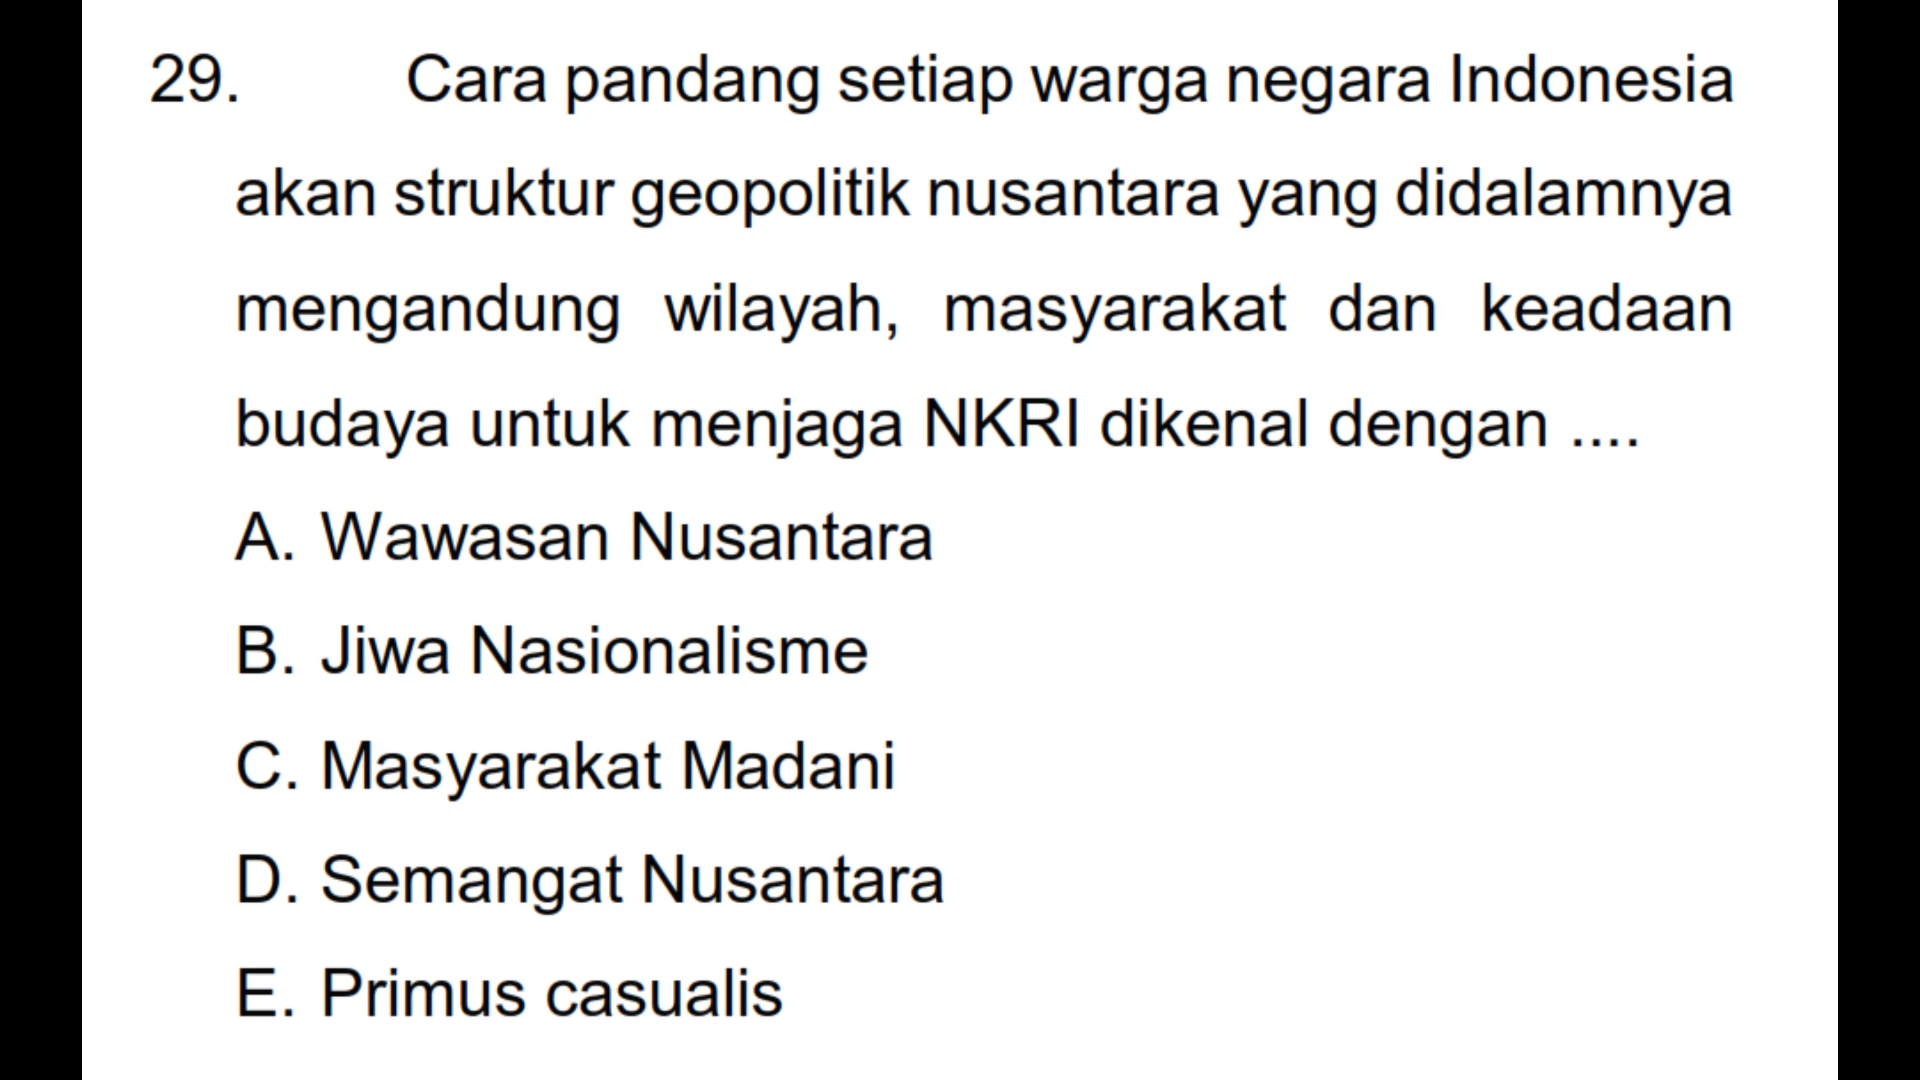 29. Cara pandang setiap warga negara Indonesia
akan struktur geopolitik nusantara yang didalamnya
mengandung wilayah, masyarakat dan keadaan
budaya untuk menjaga NKRI dikenal dengan ....
A. Wawasan Nusantara
B. Jiwa Nasionalisme
C. Masyarakat Madani
D. Semangat Nusantara
E. Primus casualis